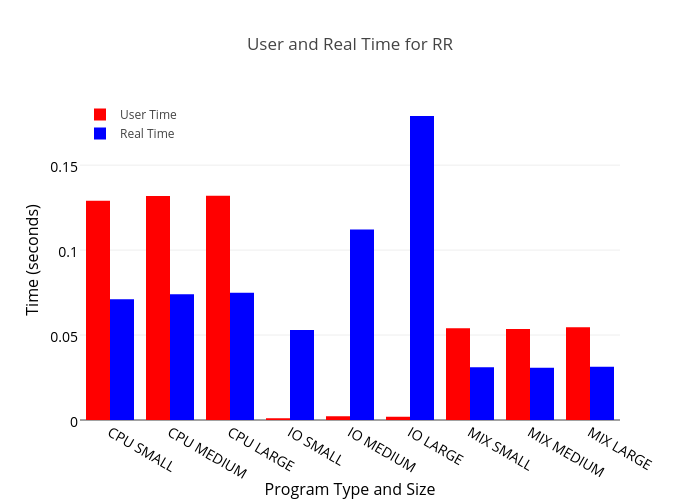 User and Real Time for RR
User Time
Real Time
Time (seconds)
0.15
0.1
0.05
0
CPU SMALL
CPU MEDIUM
CPU LARGE
IO SMALL
IO MEDIUM
IO LARGE
MIX SMALL
MIX MEDIUM
MIX LARGE
Program Type and Size